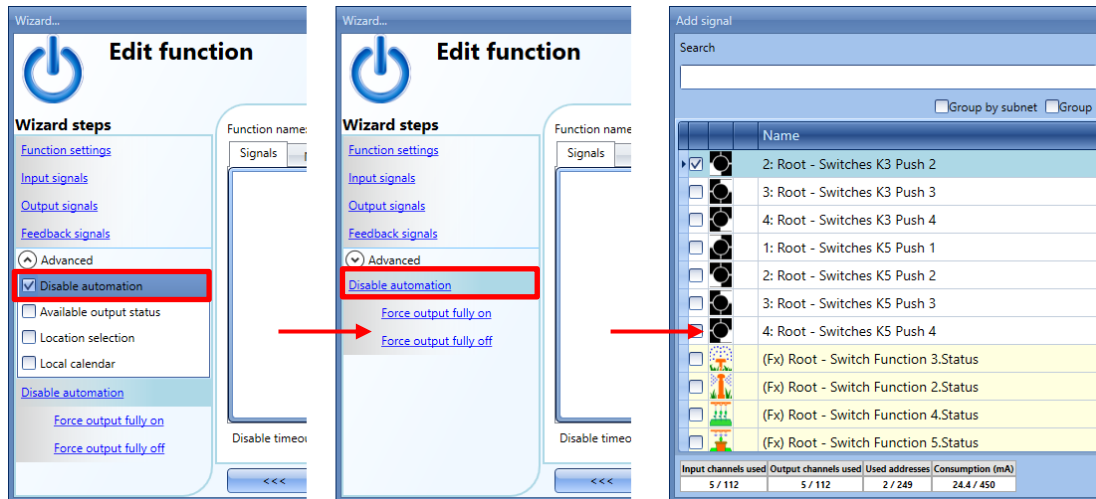 Wizard...
Edit function
Wizard steps
Function settings
Input signals
Output signals
Feedback signals
Advanced
Disable automation
Available output status
Location selection
Local calendar
Disable automation
Force output fully on
Force output fully off
Function name:
Signals
Disable timeou
<<<
Wizard...
Edit function
Wizard steps
Function settings
Input signals
Output signals
Feedback signals
Advanced
Disable automation
Force output fully on
Force output fully off
Function name
Signals
Disable timeo
<<<
Add signal
Search
Group by subnet Group
Name
2: Root - Switches K3 Push 2
3: Root - Switches K3 Push 3
4: Root - Switches K3 Push 4
1: Root - Switches K5 Push 1
2: Root - Switches K5 Push 2
3: Root - Switches K5 Push 3
4: Root - Switches K5 Push 4
(Fx) Root - Switch Function 3.Status
(Fx) Root - Switch Function 2.Status
(Fx) Root - Switch Function 4.Status
(Fx) Root - Switch Function 5.Status
Input channels used Output channels used Used addresses Consumption (mA)
5 / 112 5 / 112 2 / 249 24.4 / 450